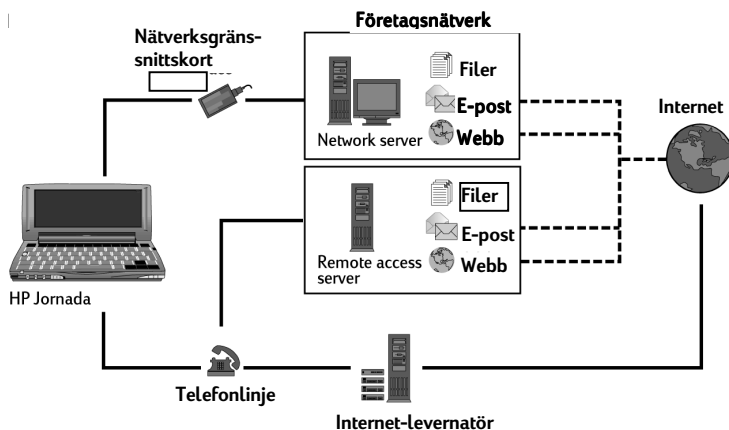 Företagsnätverk
Nätverksgräns-
snittskort
Filer
E-post
Webb
Network server
Internet
Filer
E-post
Webb
Remote access
server
HP Jornada
Telefonlinje
Internet-levernatör